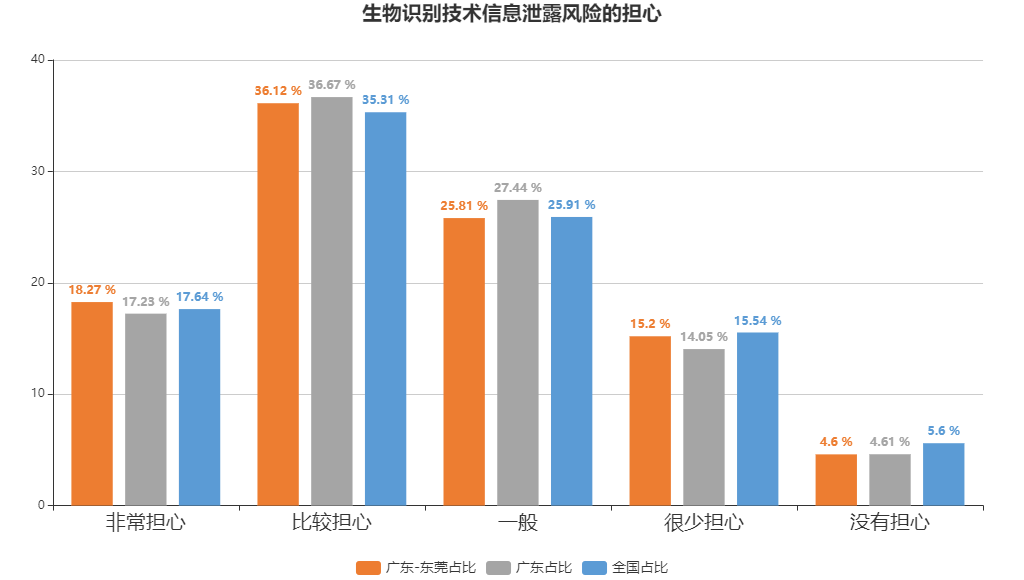 生物识别技术信息泄露风险的担心
40
30
20
10
0
18.27 %
17.23 %
17.64 %
36.12 %
36.67 %
35.31 %
25.81 %
27.44 %
25.91 %
15.2 %
14.05 %
15.54 %
4.6 %
4.61 %
5.6 %
非常担心
比较担心
一般
很少担心
没有担心
广东-东莞占比
广东占比
全国占比